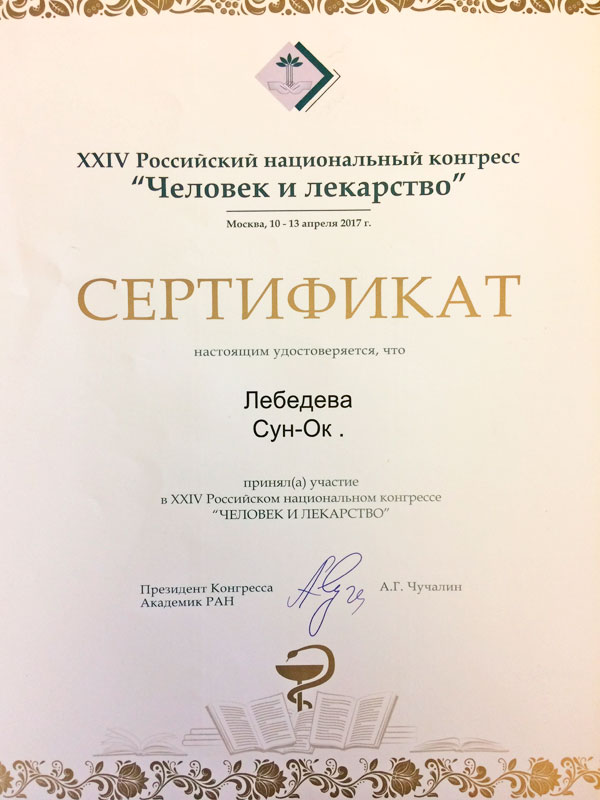 XXIV Российский национальный конгресс
“Человек и лекарство”
Москва, 10 - 13 апреля 2017 г.
СЕРТИФИКАТ
настоящим удостоверяется, что
Лебедева
Сун-Ок .
принял(а) участие
в XXIV Российском национальном конгрессе
“ЧЕЛОВЕК И ЛЕКАРСТВО”
Президент Конгресса
Академик РАН
А.Г. Чучалин